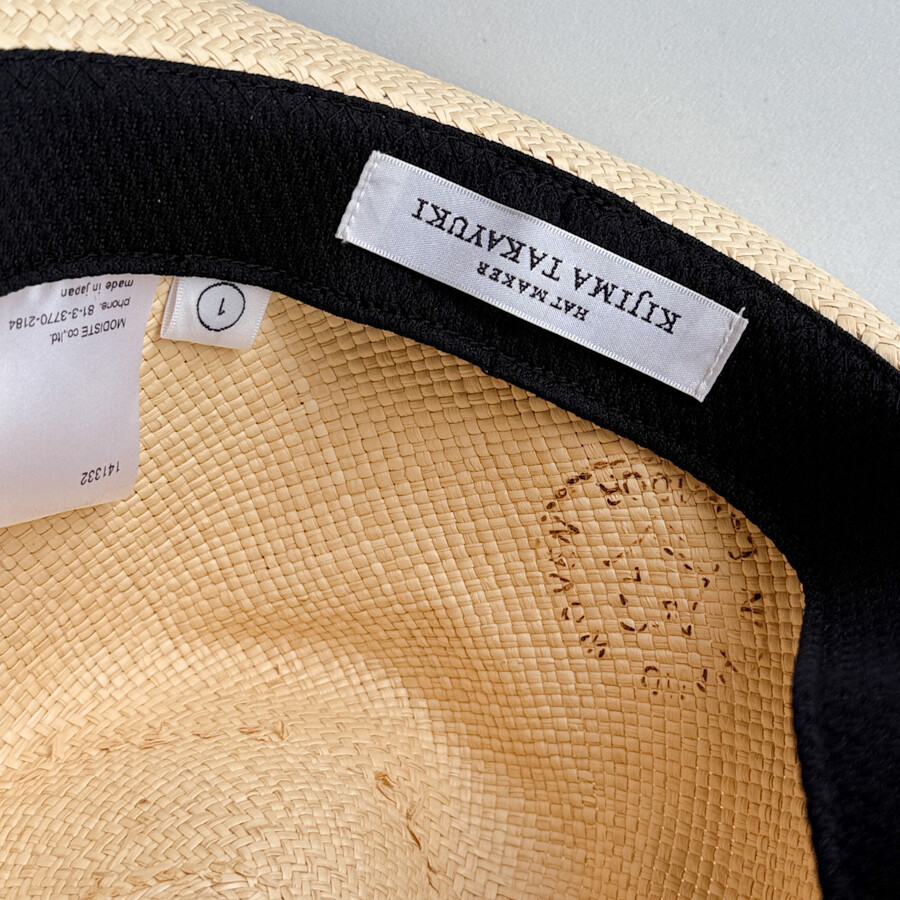 KIJIMA TAKAYUKI
HAT MAKER
1
141332
MODISTE co.,ltd.
phone. 81-3-3770-2184
made in japan